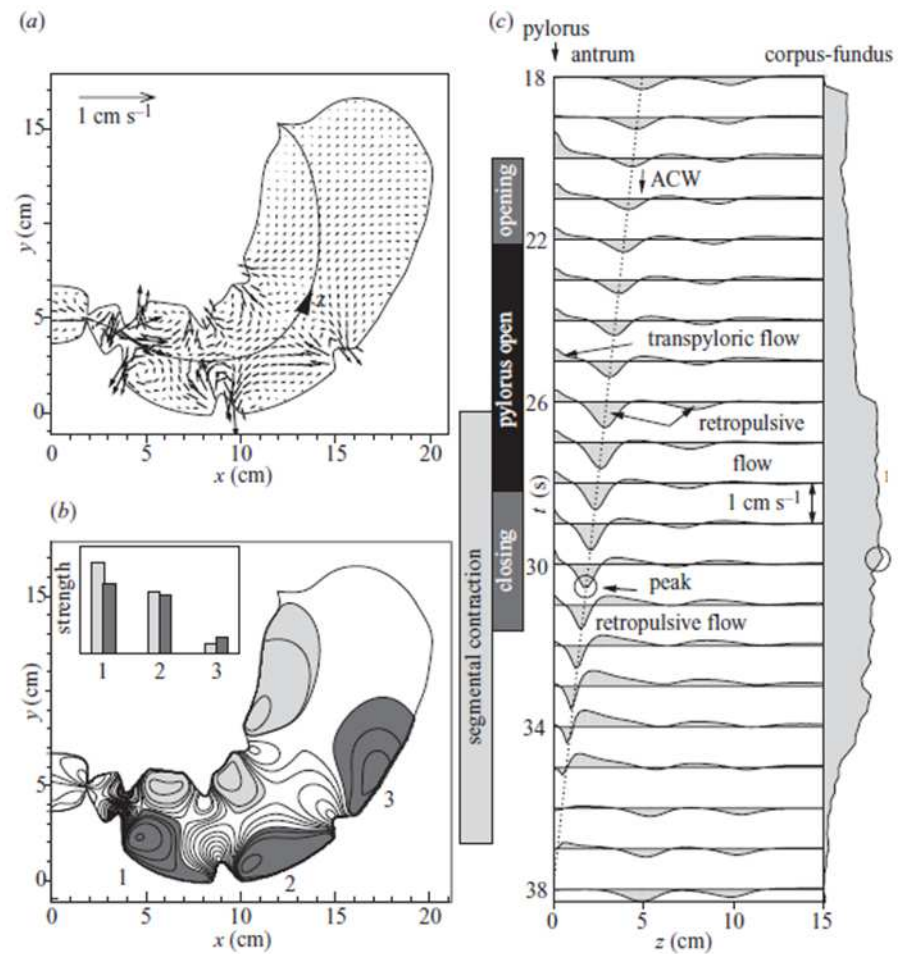 (a)
1 cm s⁻¹
15
10
5
0
y (cm)
z
0 5 10 15 20
x (cm)
(b)
strength
1 2 3
15
10
5
0
y (cm)
1
2
3
0 5 10 15 20
x (cm)
(c)
pylorus
antrum
corpus-fundus
18
ACW
22
transpyloric flow
26
retropulsive
flow
t (s)
1 cm s⁻¹
30
peak
retropulsive flow
34
38
0 5 10 15
z (cm)
opening
pylorus open
closing
segmental contraction